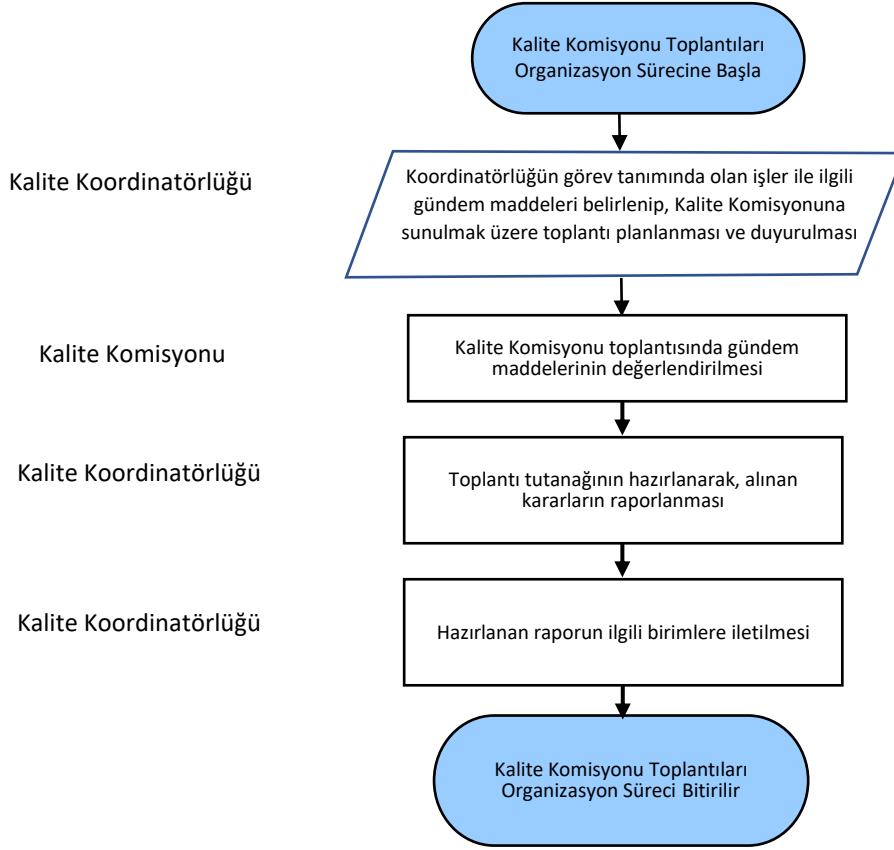 Kalite Komisyonu Toplantıları
Organizasyon Sürecine Başla
Kalite Koordinatörlüğü
Koordinatörlüğün görev tanımında olan işler ile ilgili
gündem maddeleri belirlenip, Kalite Komisyonuna
sunulmak üzere toplantı planlanması ve duyurulması
Kalite Komisyonu
Kalite Komisyonu toplantısında gündem
maddelerinin değerlendirilmesi
Kalite Koordinatörlüğü
Toplantı tutanağının hazırlanarak, alınan
kararların raporlanması
Kalite Koordinatörlüğü
Hazırlanan raporun ilgili birimlere iletilmesi
Kalite Komisyonu Toplantıları
Organizasyon Süreci Bitirilir